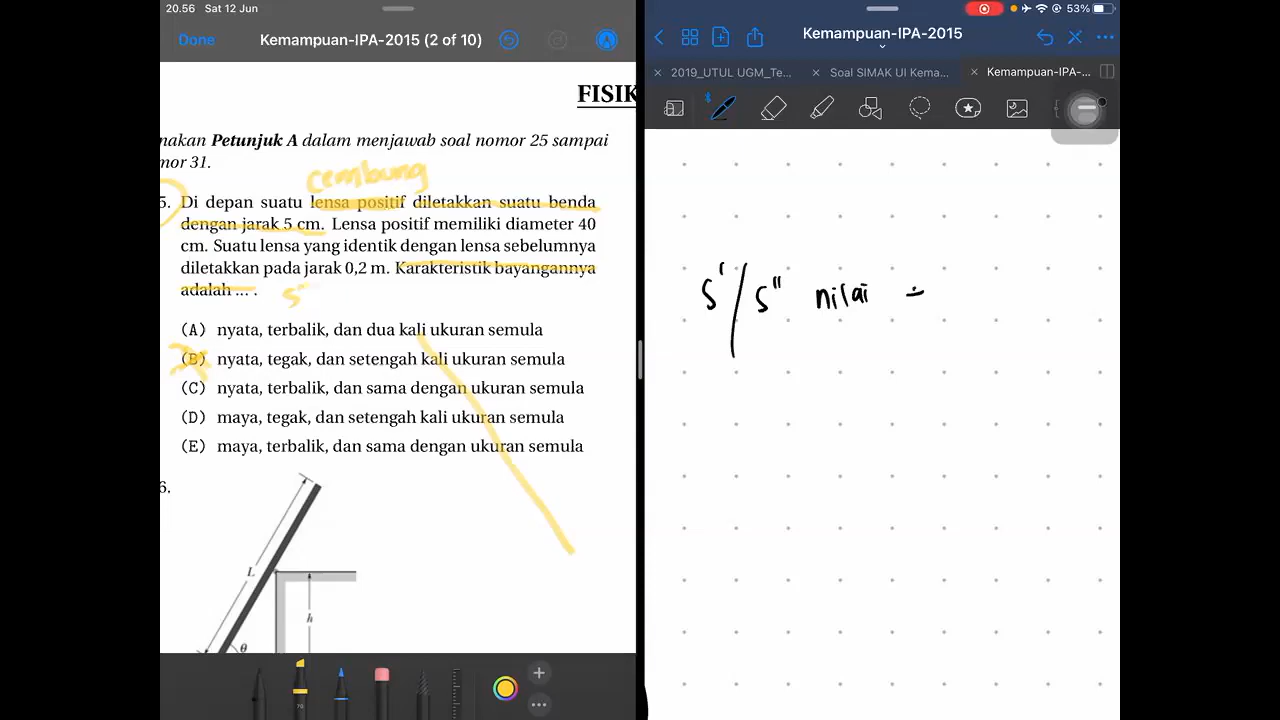 20.56 Sat 12 Jun
53%
Done Kemampuan-IPA-2015 (2 of 10)
Kemampuan-IPA-2015
2019_UTUL UGM_Te...
Soal SIMAK UI Kema...
Kemampuan-IPA-...
FISIK
nakan Petunjuk A dalam menjawab soal nomor 25 sampai
mor 31.
cembung
5. Di depan suatu lensa positif diletakkan suatu benda
dengan jarak 5 cm. Lensa positif memiliki diameter 40
cm. Suatu lensa yang identik dengan lensa sebelumnya
diletakkan pada jarak 0,2 m. Karakteristik bayangannya
adalah ... .
(A) nyata, terbalik, dan dua kali ukuran semula
(B) nyata, tegak, dan setengah kali ukuran semula
(C) nyata, terbalik, dan sama dengan ukuran semula
(D) maya, tegak, dan setengah kali ukuran semula
(E) maya, terbalik, dan sama dengan ukuran semula
6.
L
h
θ
s' / s" nilai